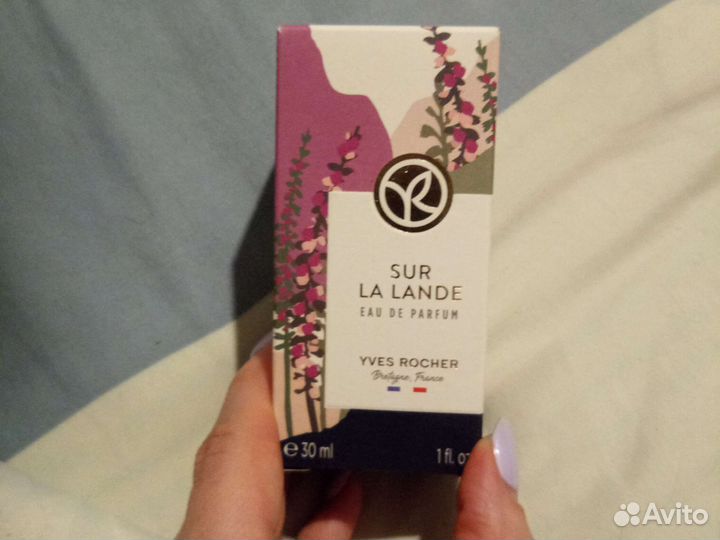 SUR
LA LANDE
EAU DE PARFUM
YVES ROCHER
Bretagne, France
℮ 30 ml 1 fl. oz
Avito